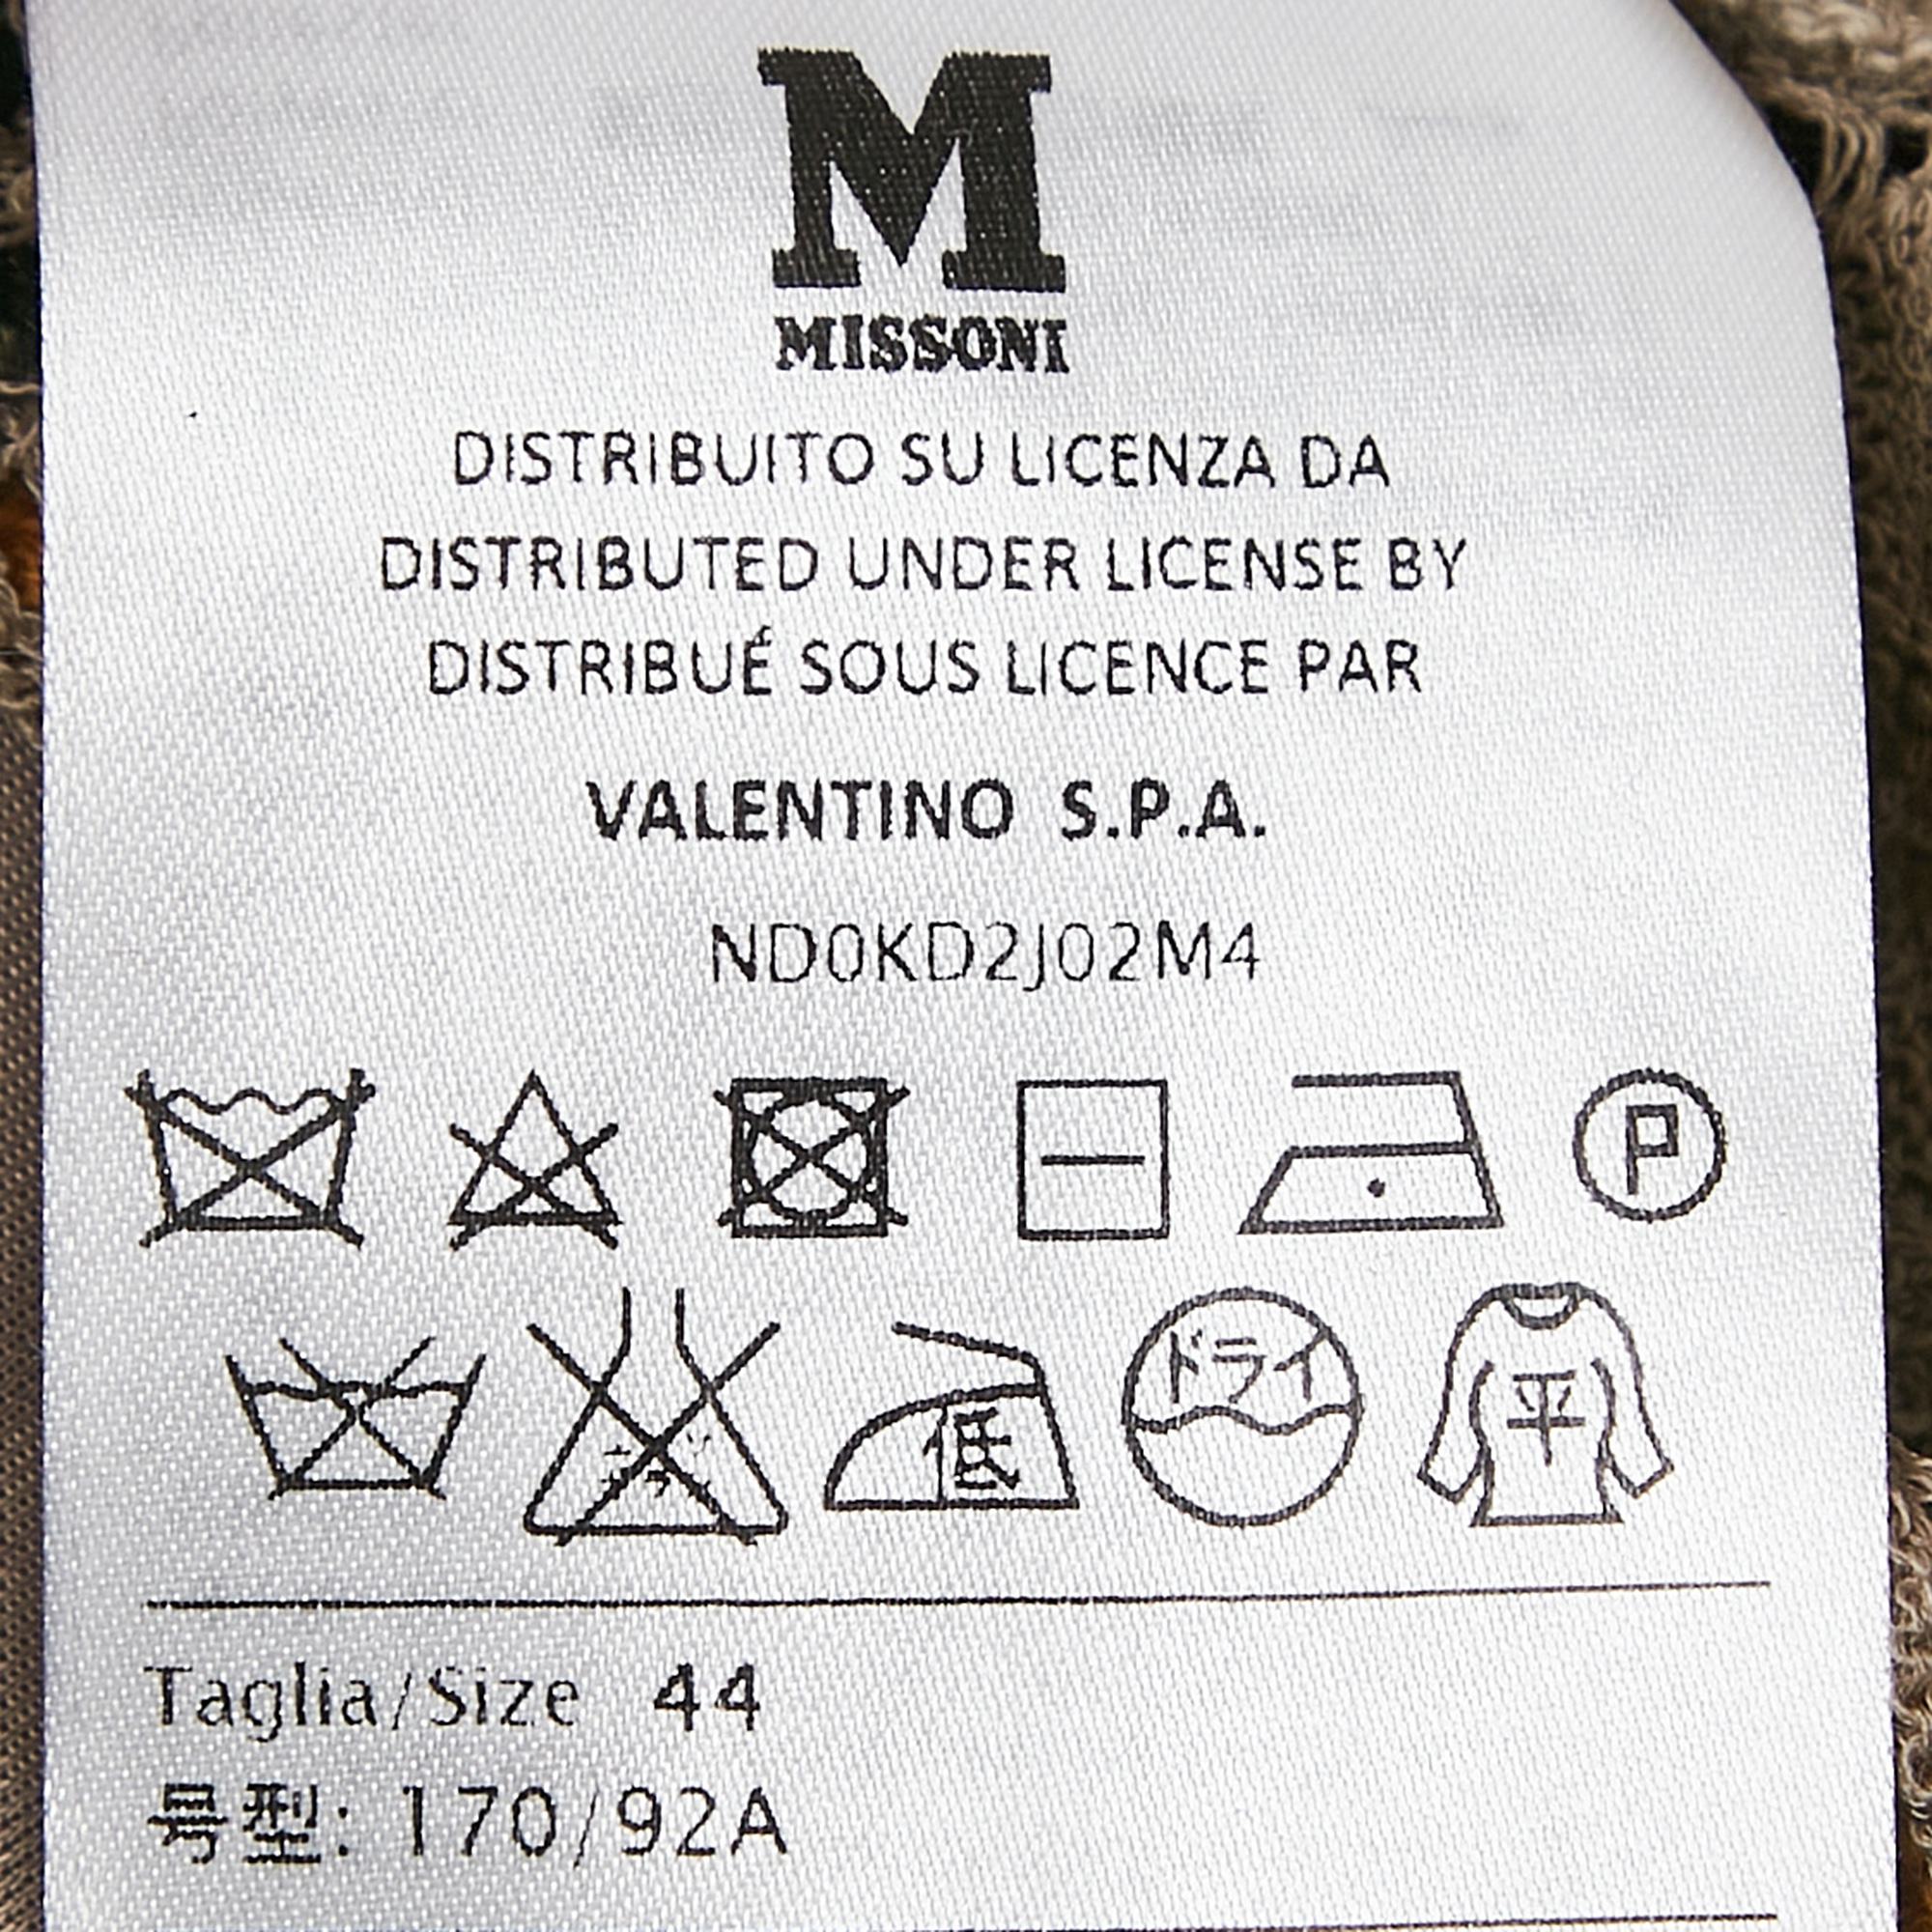 M
MISSONI
DISTRIBUITO SU LICENZA DA
DISTRIBUTED UNDER LICENSE BY
DISTRIBUÉ SOUS LICENCE PAR
VALENTINO S.P.A.
ND0KD2J02M4
P
低 ドライ 平
Taglia/Size 44
号型: 170/92A